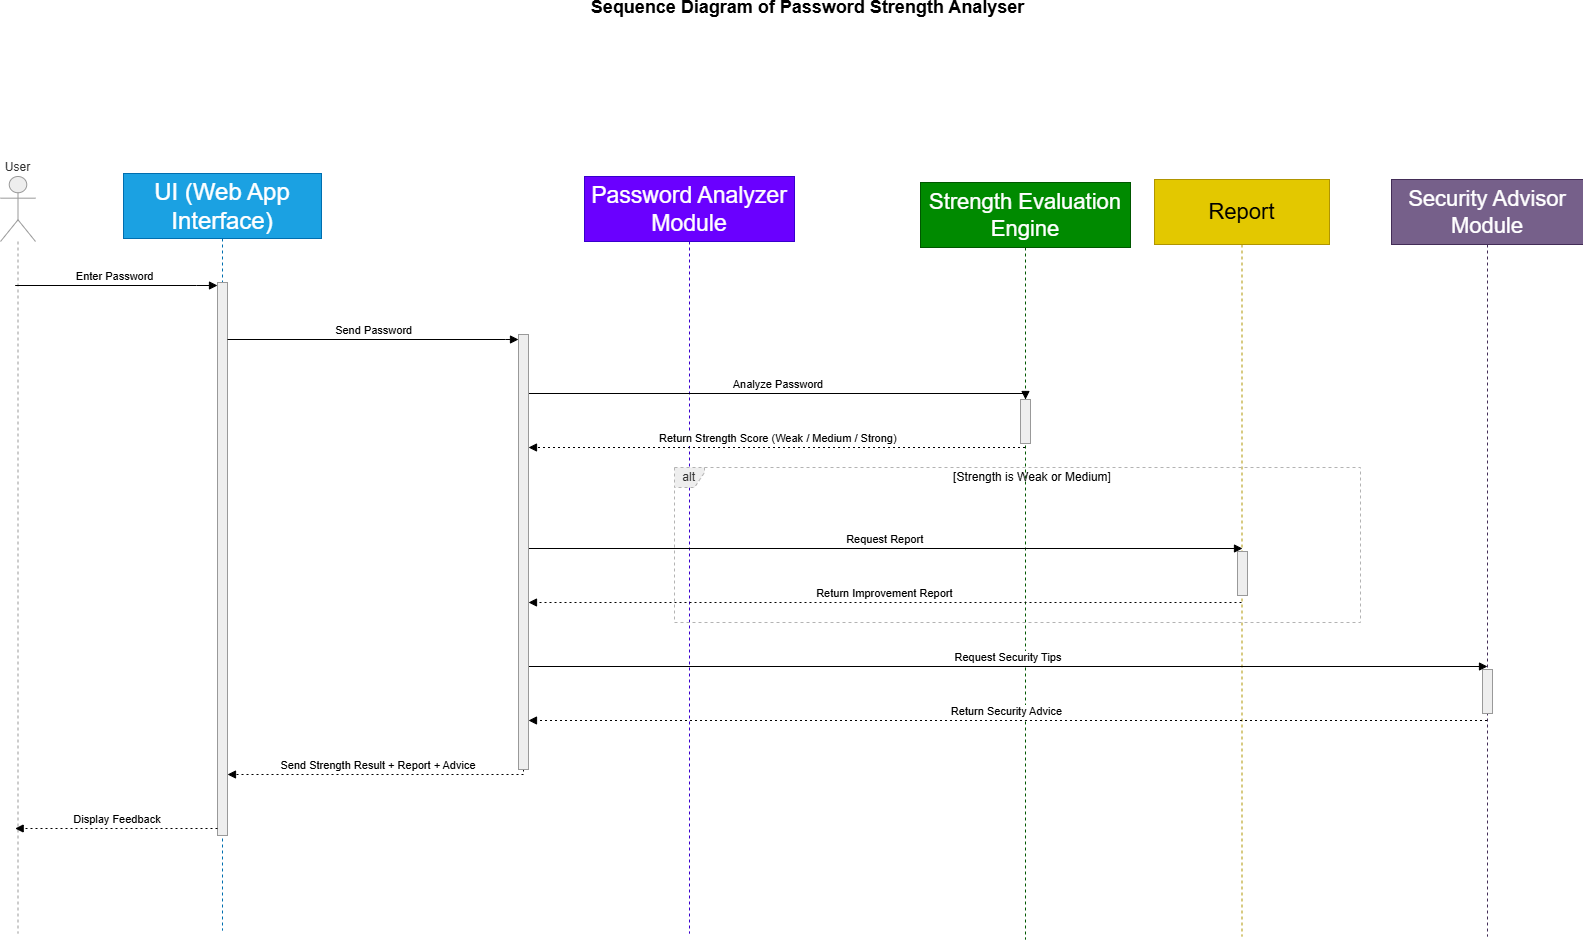 Sequence Diagram of Password Strength Analyser
User
UI (Web App
Interface)
Password Analyzer
Module
Strength Evaluation
Engine
Report
Security Advisor
Module
Enter Password
Send Password
Analyze Password
Return Strength Score (Weak / Medium / Strong)
alt
[Strength is Weak or Medium]
Request Report
Return Improvement Report
Request Security Tips
Return Security Advice
Send Strength Result + Report + Advice
Display Feedback